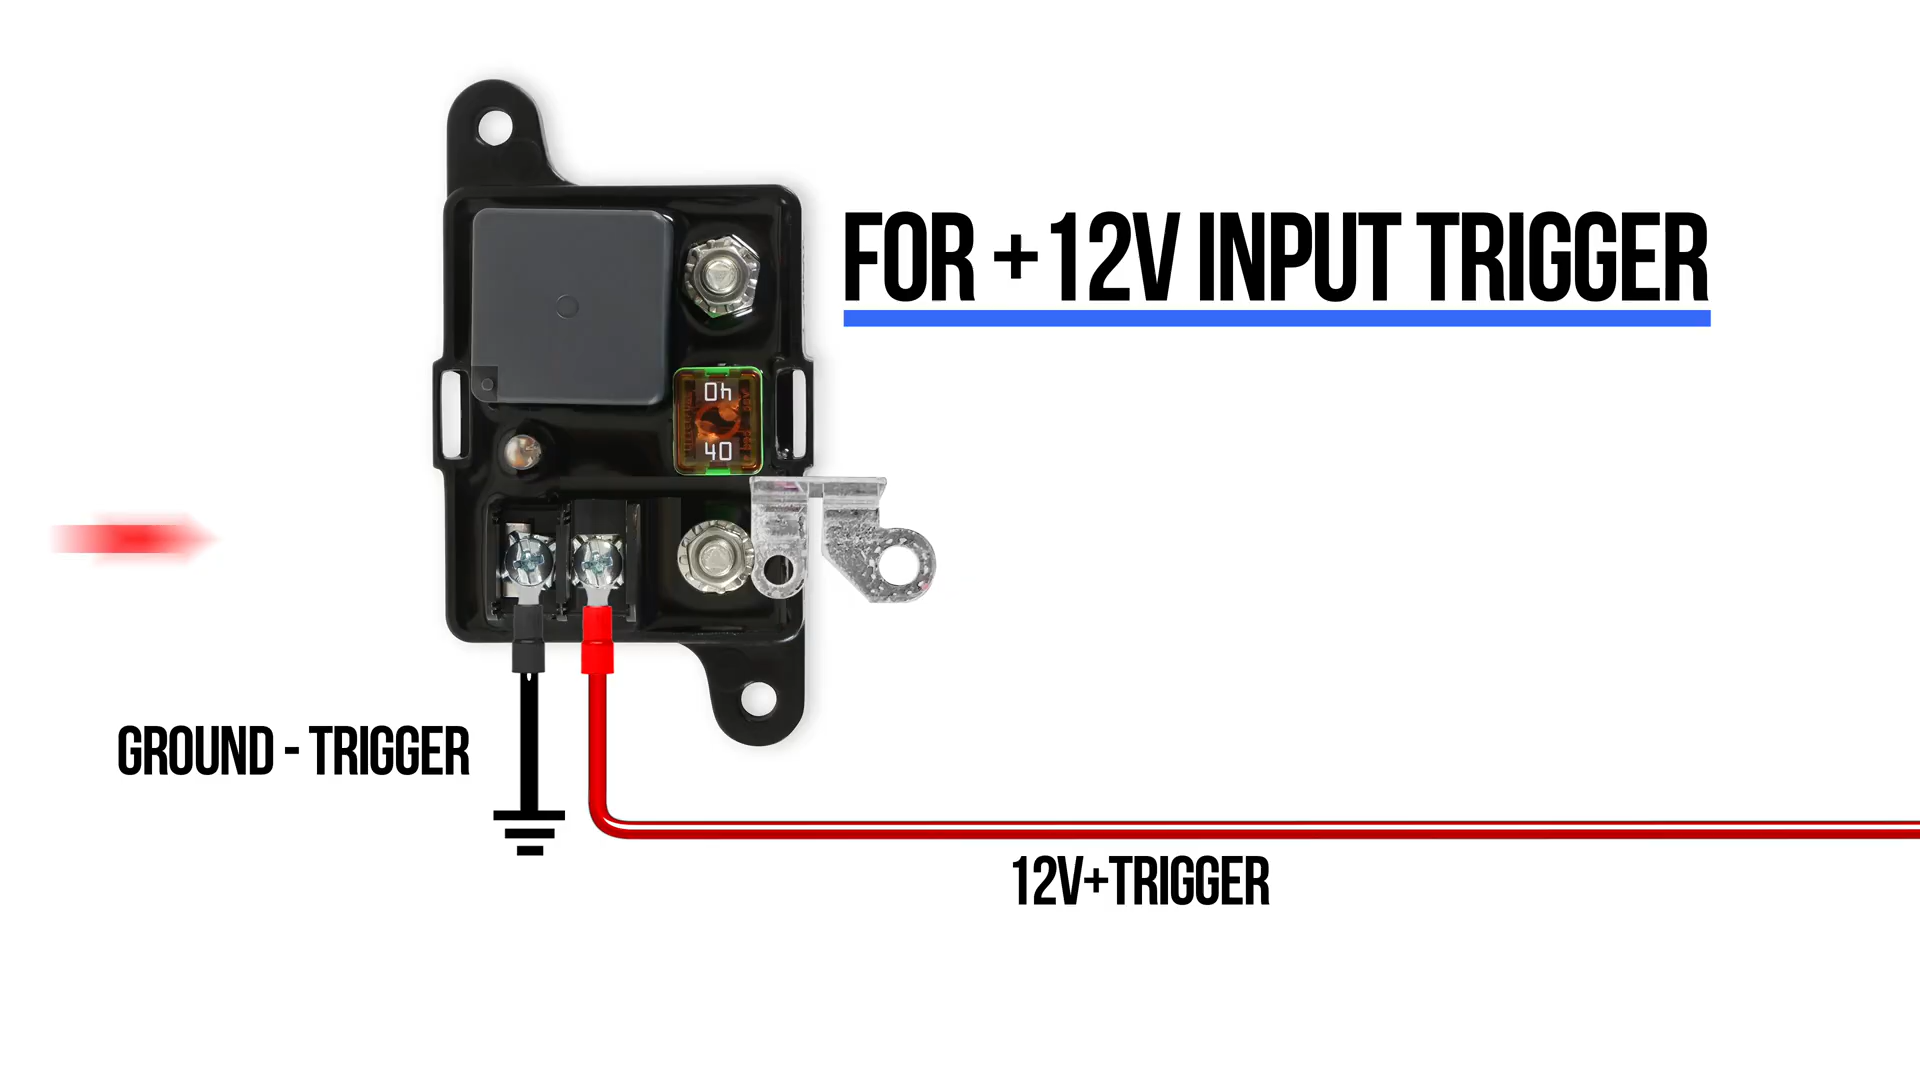 FOR +12V INPUT TRIGGER
40
40
GROUND - TRIGGER
12V+TRIGGER